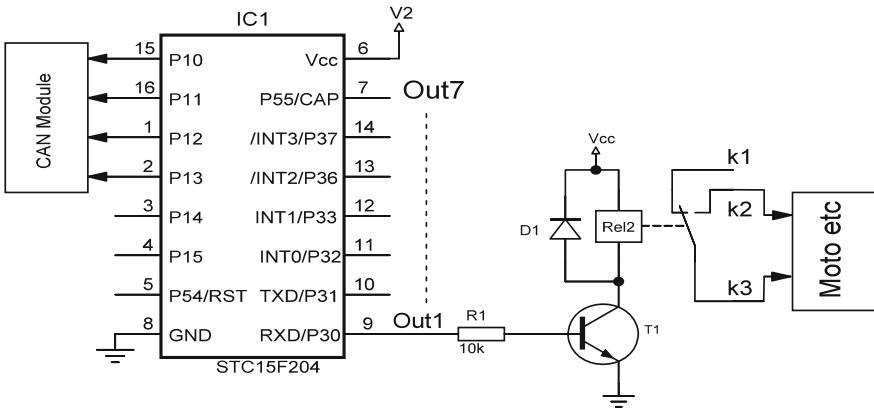 IC1
V2
15 P10 Vcc 6
16 P11 P55/CAP 7 Out7
1 P12 /INT3/P37 14
2 P13 /INT2/P36 13
3 P14 INT1/P33 12
4 P15 INT0/P32 11
5 P54/RST TXD/P31 10
8 GND RXD/P30 9 Out1
STC15F204
CAN Module
R1
10k
Vcc
D1
Rel2
T1
k1
k2
k3
Moto etc